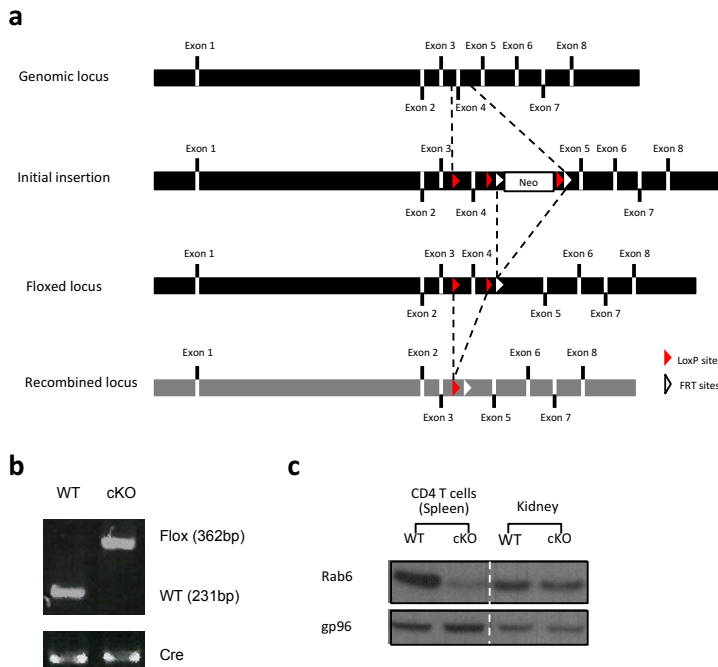 a
Exon 1
Exon 3
Exon 5
Exon 6
Exon 8
Genomic locus
Exon 2
Exon 4
Exon 7
Exon 1
Exon 3
Exon 5
Exon 6
Exon 8
Initial insertion
Neo
Exon 2
Exon 4
Exon 7
Exon 1
Exon 3
Exon 4
Exon 6
Exon 8
Floxed locus
Exon 2
Exon 5
Exon 7
Exon 1
Exon 2
Exon 6
Exon 8
Recombined locus
Exon 3
Exon 5
Exon 7
LoxP sites
FRT sites
b
WT
cKO
Flox (362bp)
WT (231bp)
Cre
c
CD4 T cells
(Spleen)
Kidney
WT
cKO
WT
cKO
Rab6
gp96